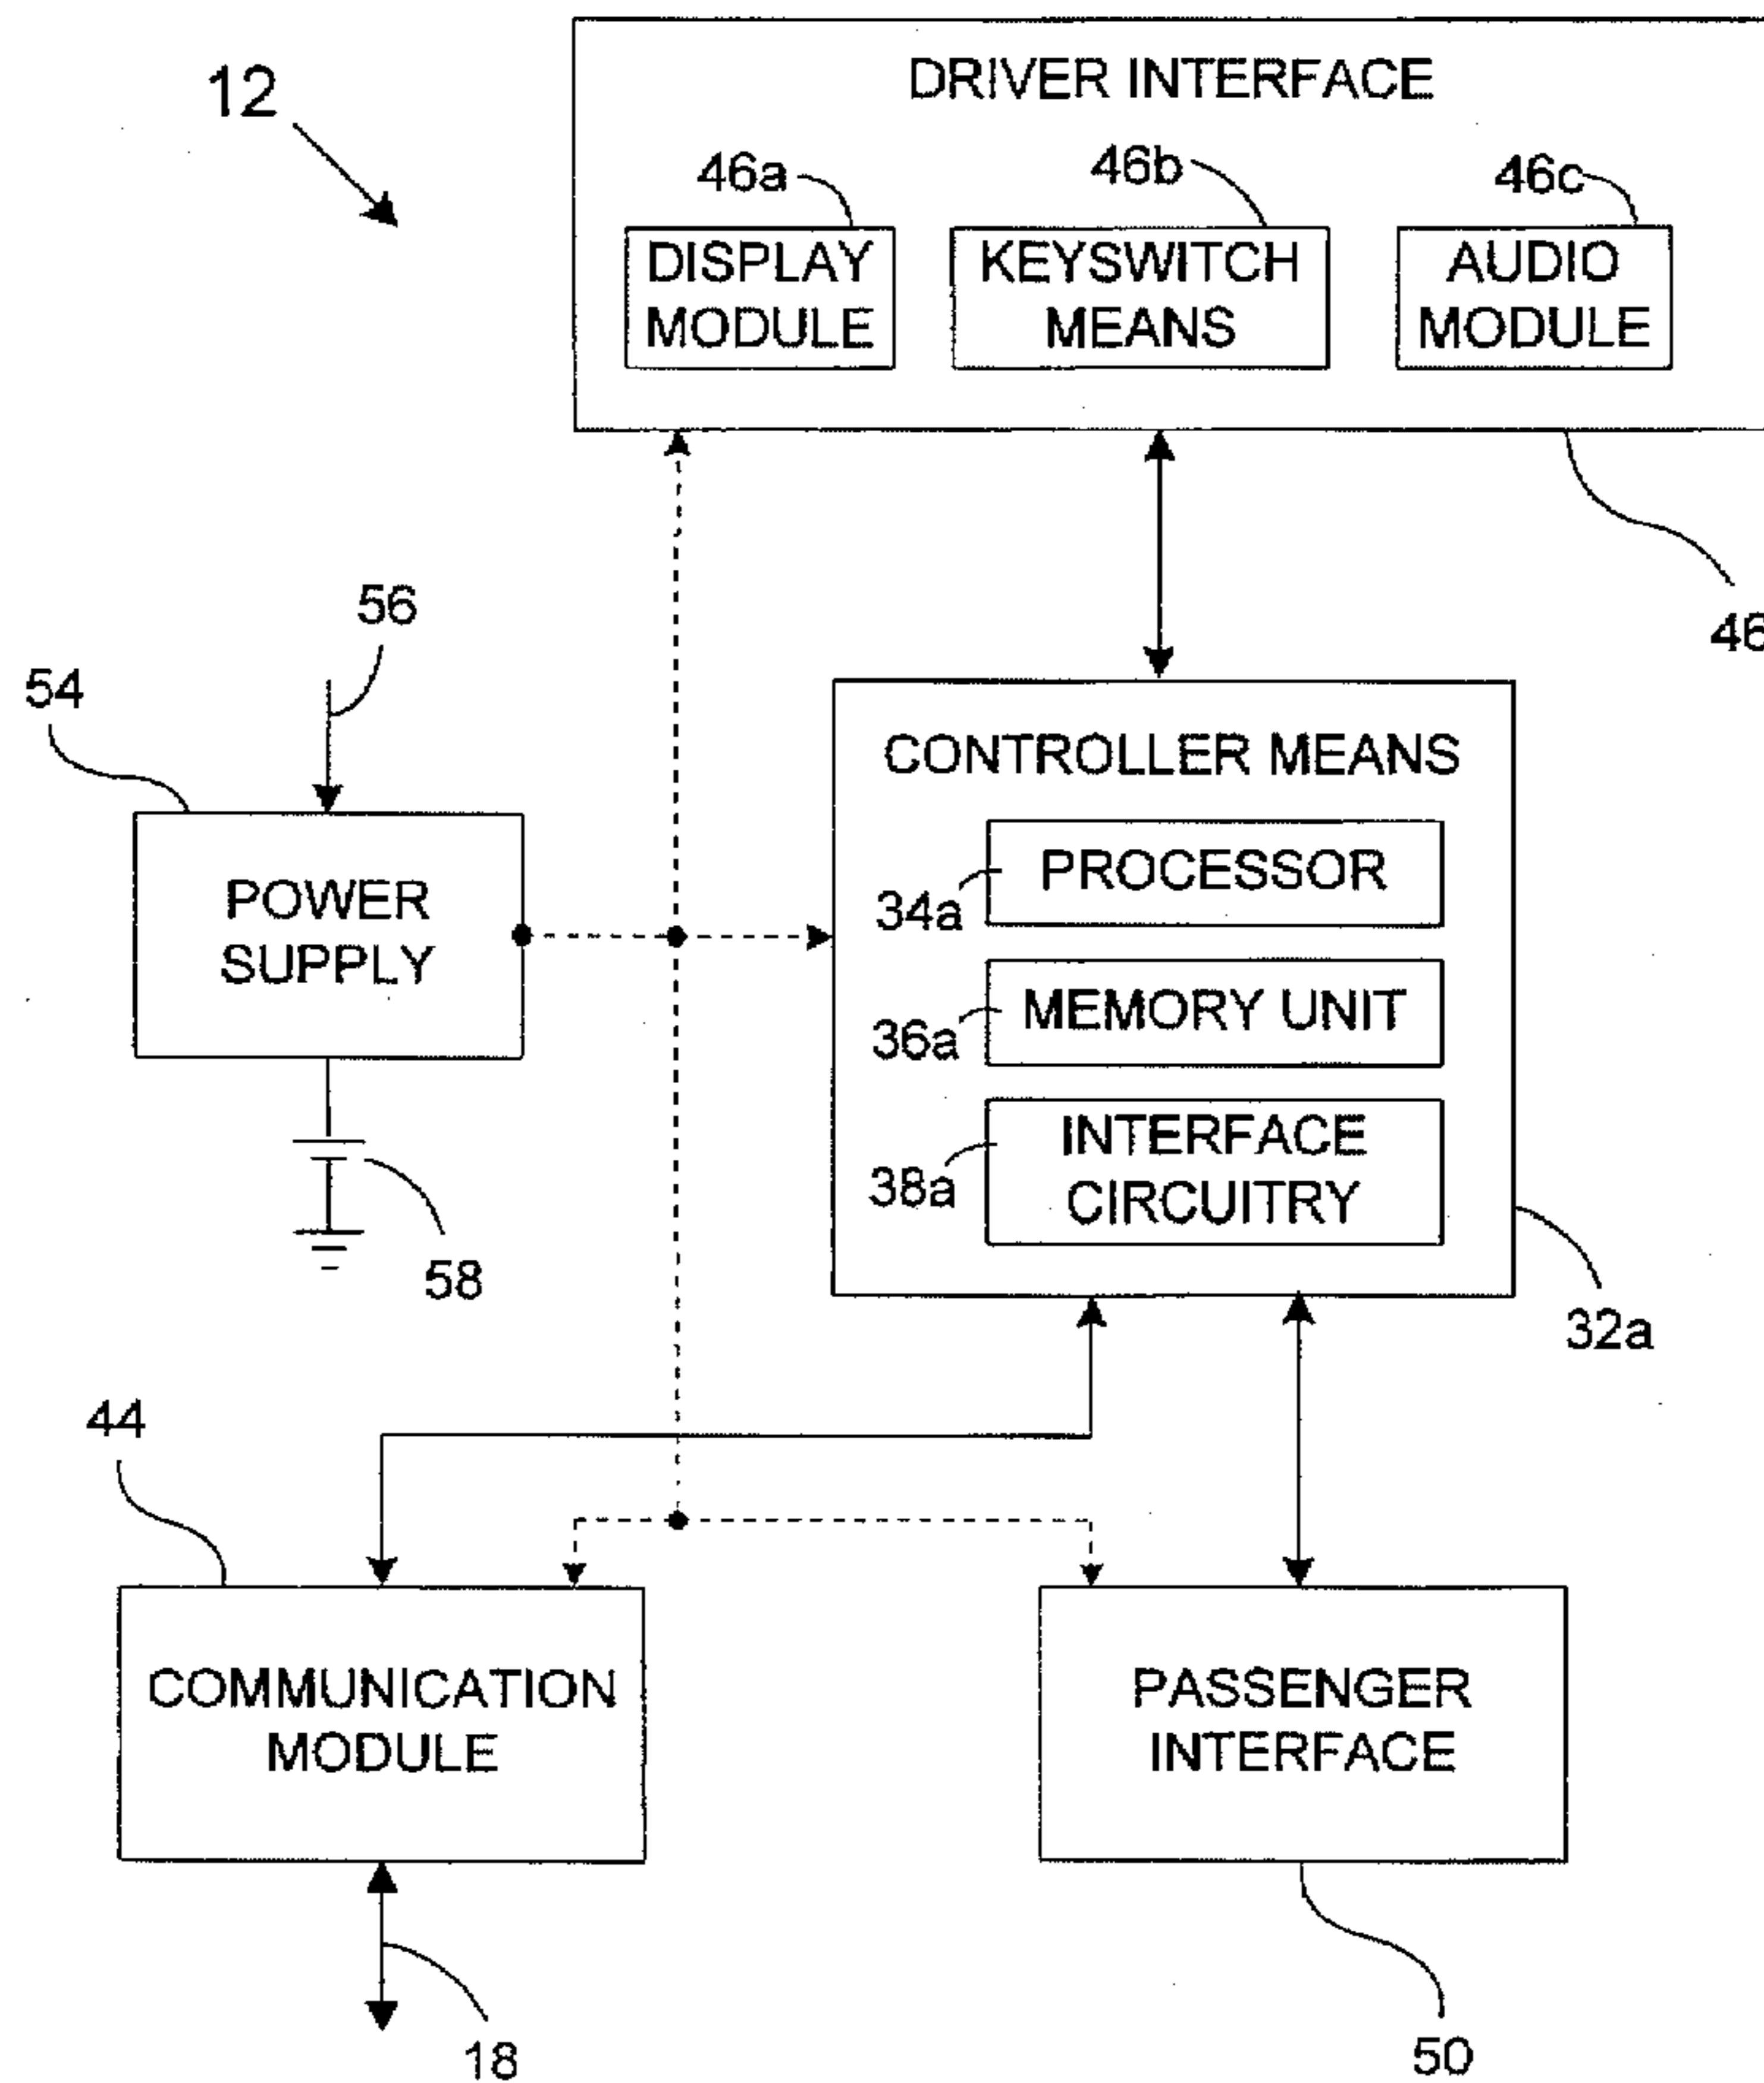 12
DRIVER INTERFACE
46a
46b
46c
DISPLAY
MODULE
KEYSWITCH
MEANS
AUDIO
MODULE
46
56
54
POWER
SUPPLY
58
CONTROLLER MEANS
PROCESSOR
34a
MEMORY UNIT
36a
INTERFACE
CIRCUITRY
38a
32a
44
COMMUNICATION
MODULE
PASSENGER
INTERFACE
18
50